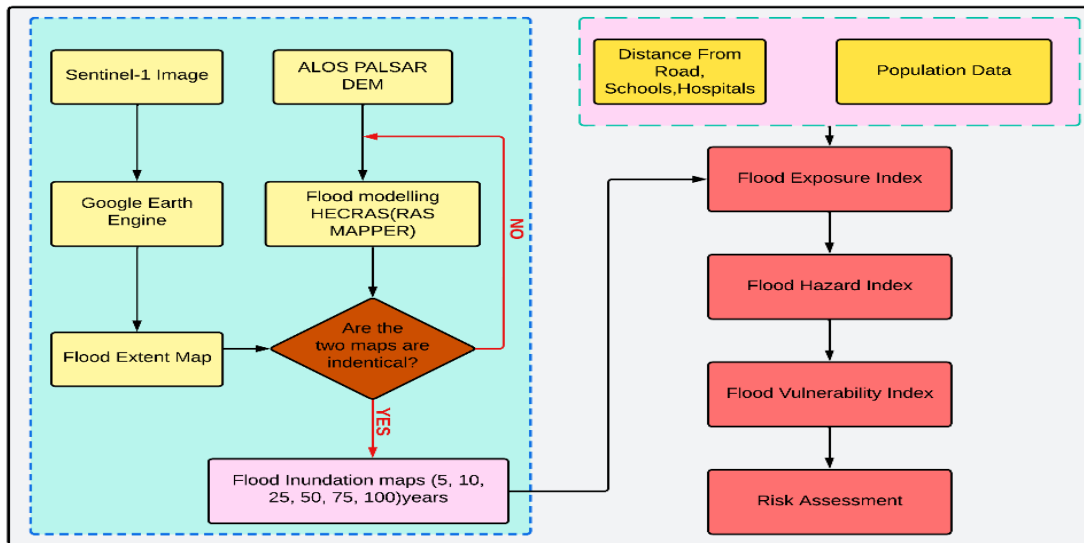 Sentinel-1 Image
Google Earth
Engine
Flood Extent Map
ALOS PALSAR
DEM
Flood modelling
HECRAS(RAS
MAPPER)
NO
Are the
two maps are
indentical?
YES
Flood Inundation maps (5, 10,
25, 50, 75, 100)years
Distance From
Road,
Schools,Hospitals
Population Data
Flood Exposure Index
Flood Hazard Index
Flood Vulnerability Index
Risk Assessment